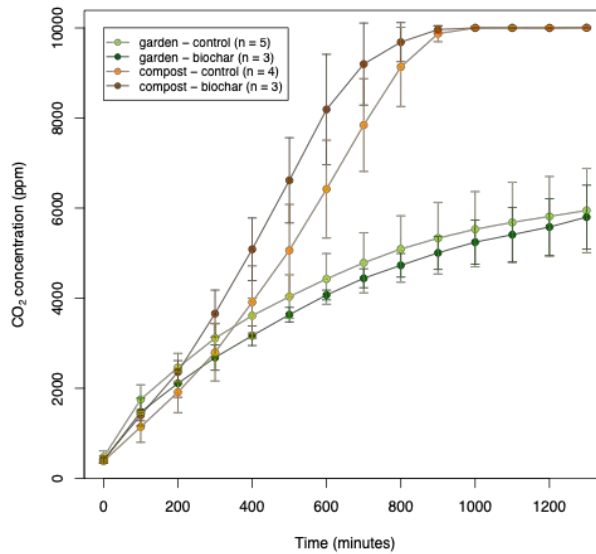 garden – control (n = 5)
garden – biochar (n = 3)
compost – control (n = 4)
compost – biochar (n = 3)
CO₂ concentration (ppm)
10000
8000
6000
4000
2000
0
0 200 400 600 800 1000 1200
Time (minutes)